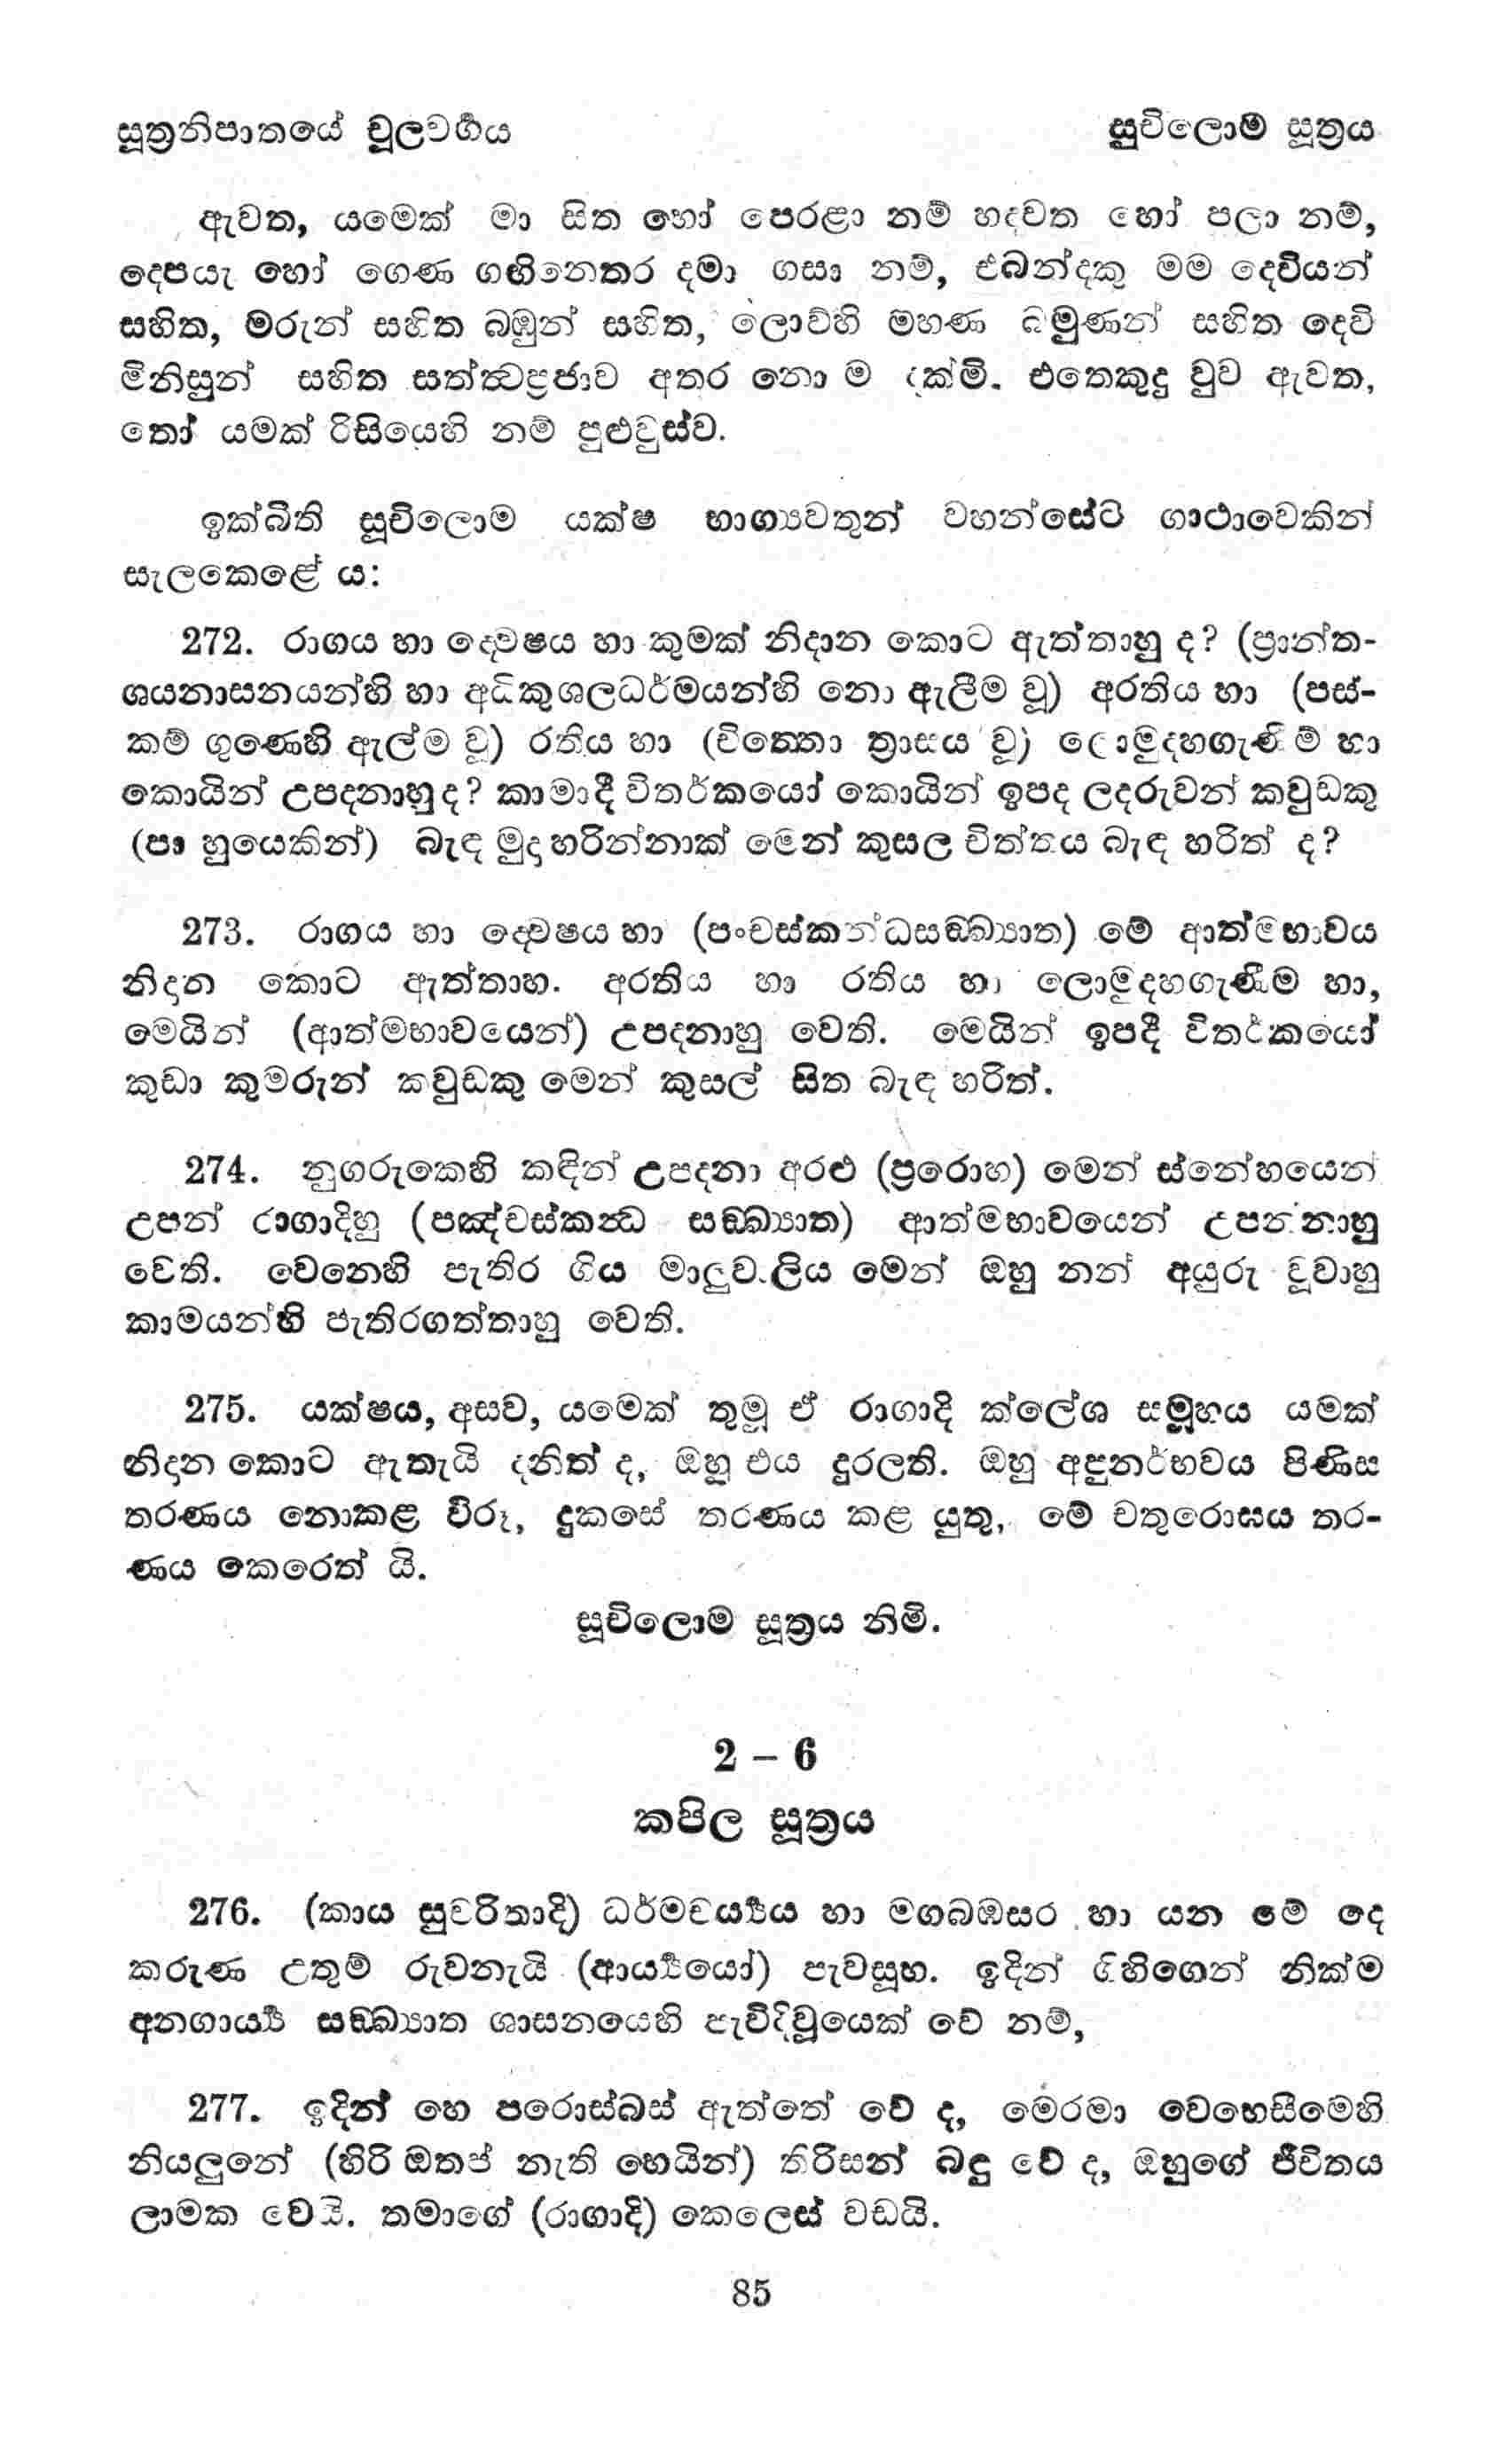 සූත්‍රනිපාතයේ චූලවර්‍ගය සුචිලොම සූත්‍රය
ඇවත, යමෙක් මා සිත හෝ පෙරළා නම් හදවත හෝ පලා නම්,
දෙපයැ හෝ ගෙණ ගඟිනෙතර දමා ගසා නම්, එබන්දකු මම දෙවියන්
සහිත, මරුන් සහිත බඹුන් සහිත, ලොව්හි මහණ බමුණන් සහිත දෙවි
මිනිසුන් සහිත සත්ත්‍වප්‍රජාව අතර නො ම දක්මි. එතෙකුදු වුව ඇවත,
තෝ යමක් රිසියෙහි නම් පුළුවුස්ව.
ඉක්බිති සූචිලොම යක්ෂ භාග්‍යවතුන් වහන්සේට ගාථාවෙකින්
සැලකෙළේ ය:
272. රාගය හා ද්‍වෙෂය හා කුමක් නිදාන කොට ඇත්තාහු ද? (ප්‍රාන්ත-
ශයනාසනයන්හි හා අධිකුශලධර්මයන්හි නො ඇලීම වූ) අරතිය හා (පස්-
කම් ගුණෙහි ඇල්ම වූ) රතිය හා (චිත්තො ත්‍රාසය වූ) ලොමුදහගැණිම් හා
කොයින් උපදනාහුද? කාමාදී විතර්කයෝ කොයින් ඉපද ලදරුවන් කවුඩකු
(පා හුයෙකින්) බැඳ මුදා හරින්නාක් මෙන් කුසල චිත්තය බැඳ හරිත් ද?
273. රාගය හා ද්‍වෙෂය හා (පංචස්කන්ධසඞ්ඛ්‍යාත) මේ ආත්මභාවය
නිදාන කොට ඇත්තාහ. අරතිය හා රතිය හා ලොමුදහගැණීම හා,
මෙයින් (ආත්මභාවයෙන්) උපදනාහු වෙති. මෙයින් ඉපදී විතර්කයෝ
කුඩා කුමරුන් කවුඩකු මෙන් කුසල් සිත බැඳ හරිත්.
274. නුගරුකෙහි කඳින් උපදනා අරළු (ප්‍රරොහ) මෙන් ස්නේහයෙන්
උපන් රාගාදිහු (පඤ්චස්කන්‍ධ සඞ්ඛ්‍යාත) ආත්මභාවයෙන් උපන්නාහු
වෙති. වෙනෙහි පැතිර ගිය මාලුවැලිය මෙන් ඔහු නන් අයුරු වූවාහු
කාමයන්හි පැතිරගත්තාහු වෙති.
275. යක්ෂය, අසව, යමෙක් තුමූ ඒ රාගාදි ක්ලේශ සමූහය යමක්
නිදාන කොට ඇතැයි දනිත් ද, ඔහු එය දුරලති. ඔහු අපුනර්භවය පිණිස
තරණය නොකළ විරූ, දුකසේ තරණය කළ යුතු, මේ චතුරොඝය තර-
ණය කෙරෙත් යි.
සූචිලොම සූත්‍රය නිමි.
2 – 6
කපිල සූත්‍රය
276. (කාය සුචරිතාදි) ධර්මචර්‍ය්‍යය හා මගබඹසර හා යන මේ දෙ
කරුණ උතුම් රුවනැයි (ආර්‍ය්‍යයෝ) පැවසූහ. ඉදින් ගිහිගෙන් නික්ම
අනගාර්‍ය්‍ය සඞ්ඛ්‍යාත ශාසනයෙහි පැවිදිවූයෙක් වේ නම්,
277. ඉදින් හෙ පරොස්බස් ඇත්තේ වේ ද, මෙරමා වෙහෙසීමෙහි
නියලුනේ (හිරි ඔතප් නැති හෙයින්) තිරිසන් බඳු වේ ද, ඔහුගේ ජීවිතය
ලාමක වෙයි. තමාගේ (රාගාදි) කෙලෙස් වඩයි.
85